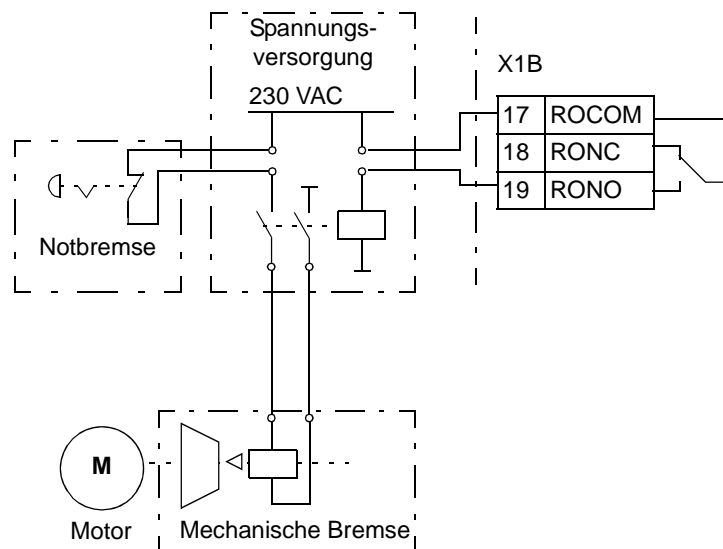 Spannungs-
versorgung
230 VAC
X1B
17 ROCOM
18 RONC
19 RONO
Notbremse
M
Motor
Mechanische Bremse